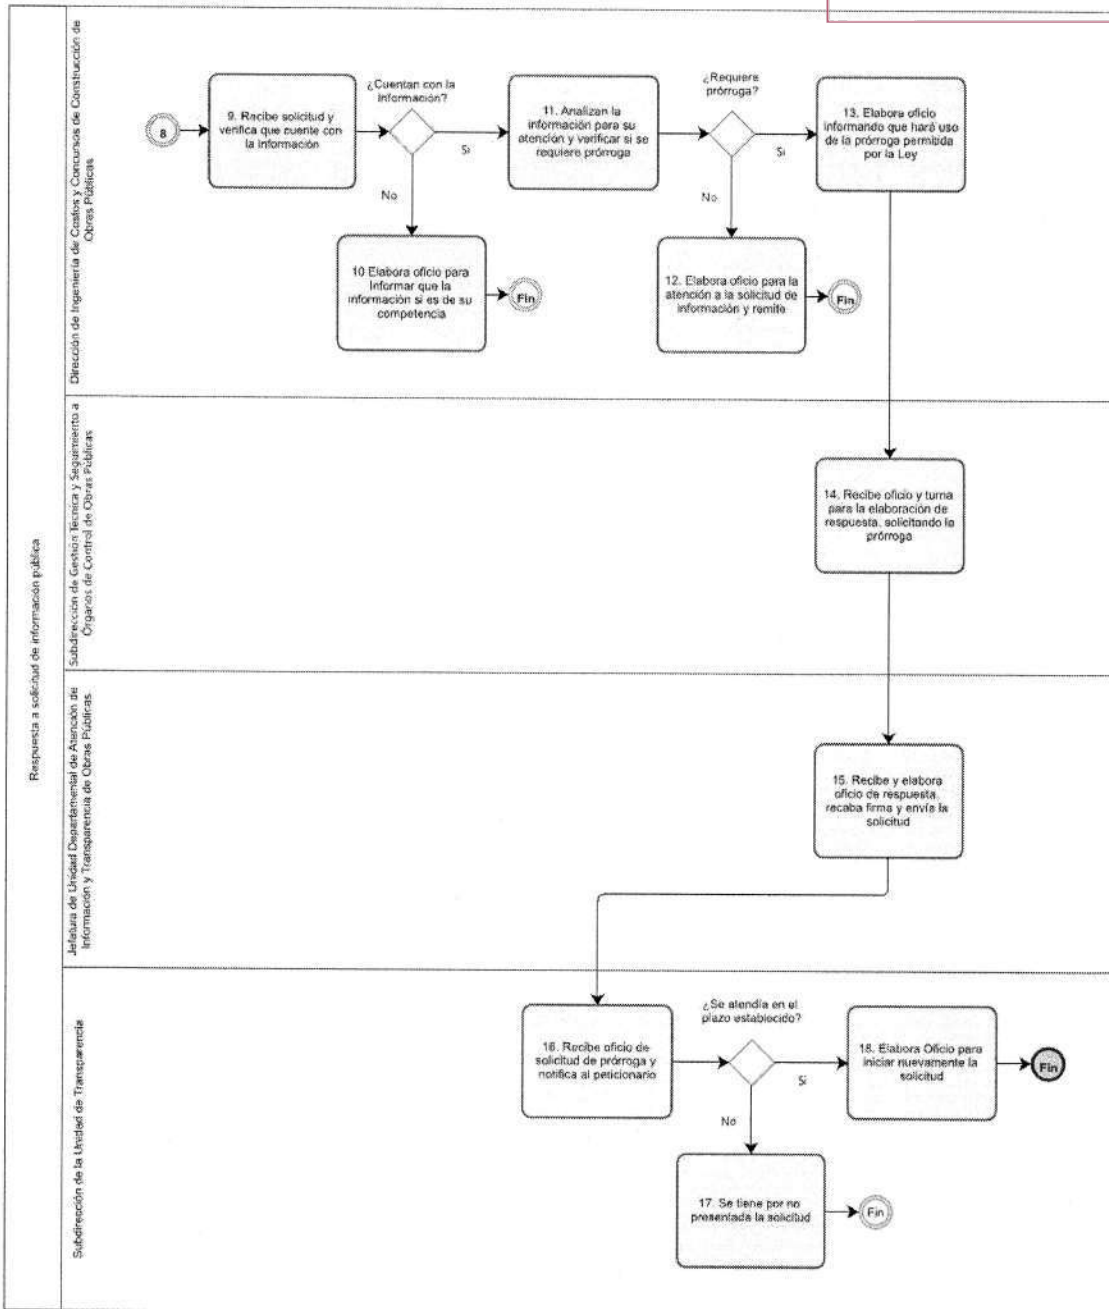 Respuesta a solicitud de información pública
Dirección de Ingeniería de Costos y Concursos de Construcción de
Obras Públicas
8
9. Recibe solicitud y
verifica que cuente con
la información
¿Cuentan con la
información?
Si
No
10 Elabora oficio para
Informar que la
información si es de su
competencia
Fin
11. Analizan la
información para su
atención y verificar si se
requiere prórroga
¿Requiere
prórroga?
Si
No
12. Elabora oficio para la
atención a la solicitud de
información y remite
Fin
13. Elabora oficio
informando que hará uso
de la prórroga permitida
por la Ley
Subdirección de Gestión Técnica y Seguimiento a
Órganos de Control de Obras Públicas
14. Recibe oficio y turna
para la elaboración de
respuesta, solicitando la
prórroga
Jefatura de Unidad Departamental de Atención de
Información y Transparencia de Obras Públicas
15. Recibe y elabora
oficio de respuesta,
recaba firma y envía la
solicitud
Subdirección de la Unidad de Transparencia
16. Recibe oficio de
solicitud de prórroga y
notifica al peticionario
¿Se atendía en el
plazo establecido?
Si
No
17. Se tiene por no
presentada la solicitud
Fin
18. Elabora Oficio para
iniciar nuevamente la
solicitud
Fin